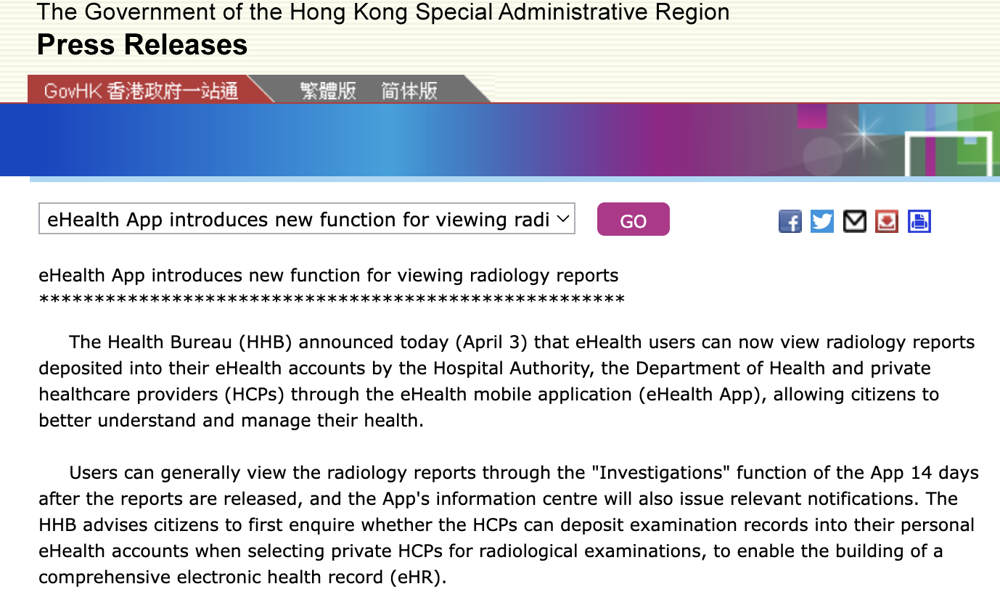 The Government of the Hong Kong Special Administrative Region
Press Releases
GovHK 香港政府一站通 繁體版 简体版
eHealth App introduces new function for viewing radi GO
eHealth App introduces new function for viewing radiology reports
*****************************************************
The Health Bureau (HHB) announced today (April 3) that eHealth users can now view radiology reports
deposited into their eHealth accounts by the Hospital Authority, the Department of Health and private
healthcare providers (HCPs) through the eHealth mobile application (eHealth App), allowing citizens to
better understand and manage their health.
Users can generally view the radiology reports through the "Investigations" function of the App 14 days
after the reports are released, and the App's information centre will also issue relevant notifications. The
HHB advises citizens to first enquire whether the HCPs can deposit examination records into their personal
eHealth accounts when selecting private HCPs for radiological examinations, to enable the building of a
comprehensive electronic health record (eHR).